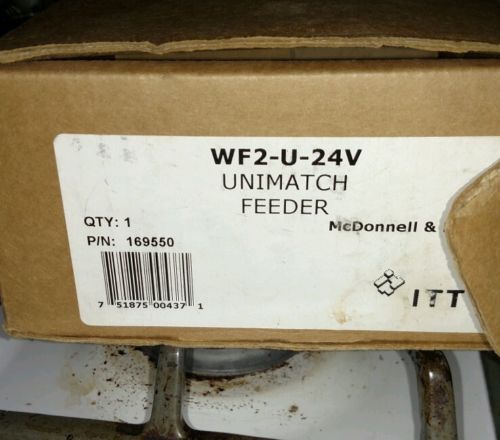 WF2-U-24V
UNIMATCH
FEEDER
McDonnell &
QTY: 1
P/N: 169550
7 51875 00437 1
ITT